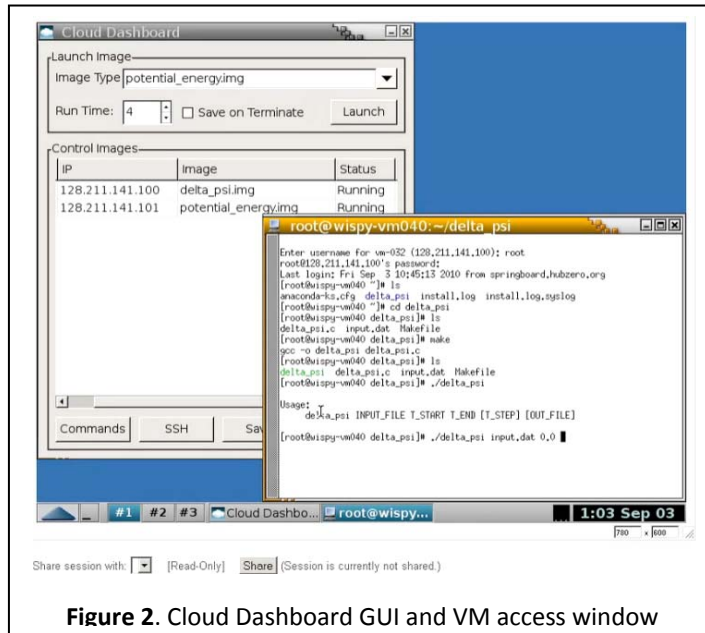 Cloud Dashboard
Launch Image
Image Type potential_energy.img
Run Time: 4 Save on Terminate Launch
Control Images
IP Image Status
128.211.141.100 delta_psi.img Running
128.211.141.101 potential_energy.img Running
Commands SSH Sav
root@wispy-vm040:~/delta_psi
Enter username for vm-032 (128.211.141.100): root
root@128.211.141.100's password:
Last login: Fri Sep 3 10:45:13 2010 from springboard.hubzero.org
[root@wispy-vm040 ~]# ls
anaconda-ks.cfg delta_psi install.log install.log.syslog
[root@wispy-vm040 ~]# cd delta_psi
[root@wispy-vm040 delta_psi]# ls
delta_psi.c input.dat Makefile
[root@wispy-vm040 delta_psi]# make
gcc -o delta_psi delta_psi.c
[root@wispy-vm040 delta_psi]# ls
delta_psi delta_psi.c input.dat Makefile
[root@wispy-vm040 delta_psi]# ./delta_psi
Usage:
delta_psi INPUT_FILE T_START T_END [T_STEP] [OUT_FILE]
[root@wispy-vm040 delta_psi]# ./delta_psi input.dat 0.0
#1 #2 #3 Cloud Dashbo... root@wispy... 1:03 Sep 03
780 x 600
Share session with: [Read-Only] Share (Session is currently not shared.)
Figure 2. Cloud Dashboard GUI and VM access window